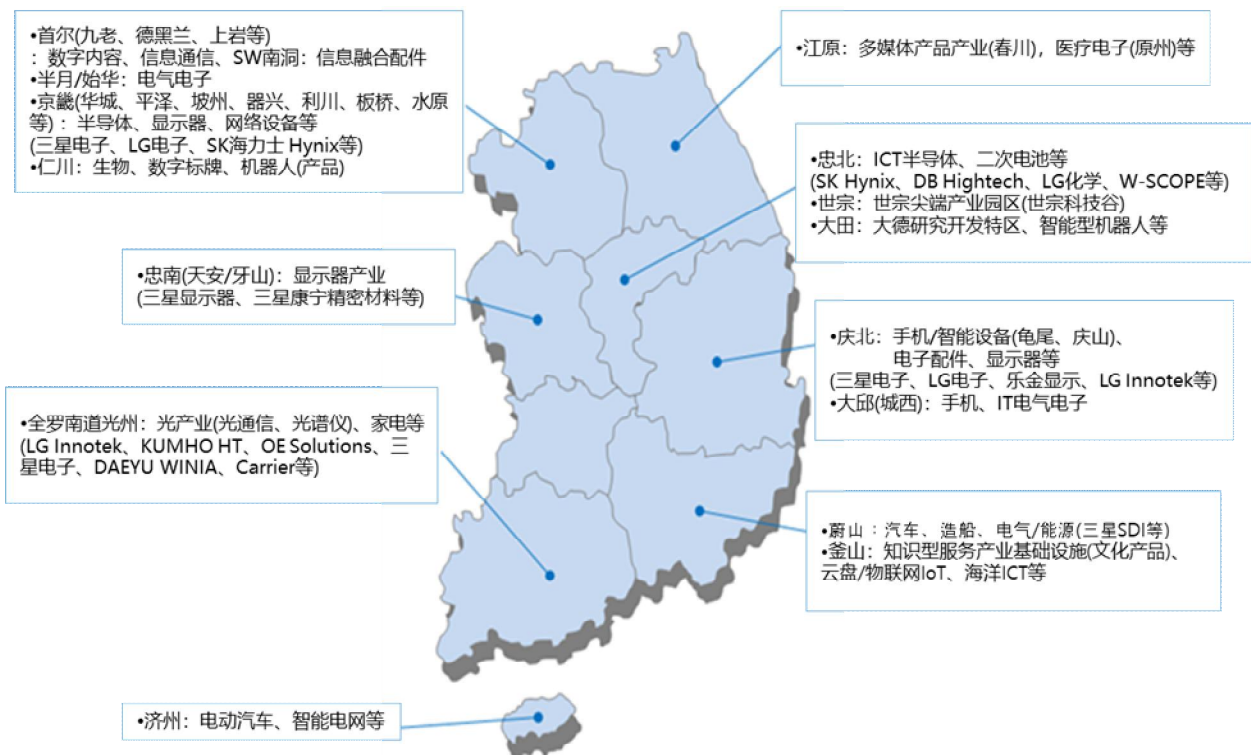 •首尔(九老、德黑兰、上岩等)
: 数字内容、信息通信、SW南洞：信息融合配件
•半月/始华：电气电子
•京畿(华城、平泽、坡州、器兴、利川、板桥、水原
等)：半导体、显示器、网络设备等
(三星电子、LG电子、SK海力士 Hynix等)
•仁川：生物、数字标牌、机器人(产品)
•江原：多媒体产品产业(春川)，医疗电子(原州)等
•忠北：ICT半导体、二次电池等
(SK Hynix、DB Hightech、LG化学、W-SCOPE等)
•世宗：世宗尖端产业园区(世宗科技谷)
•大田：大德研究开发特区、智能型机器人等
•忠南(天安/牙山)：显示器产业
(三星显示器、三星康宁精密材料等)
•庆北：手机/智能设备(龟尾、庆山)、
电子配件、显示器等
(三星电子、LG电子、乐金显示、LG Innotek等)
•大邱(城西)：手机、IT电气电子
•全罗南道光州：光产业(光通信、光谱仪)、家电等
(LG Innotek、KUMHO HT、OE Solutions、三
星电子、DAEYU WINIA、Carrier等)
•蔚山：汽车、造船、电气/能源(三星SDI等)
•釜山：知识型服务产业基础设施(文化产品)、
云盘/物联网IoT、海洋ICT等
•济州：电动汽车、智能电网等